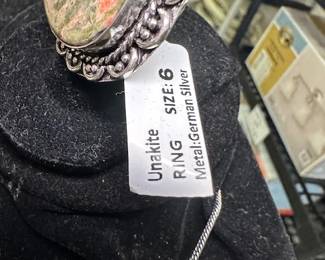 Unakite
RING SIZE: 6
Metal:German Silver